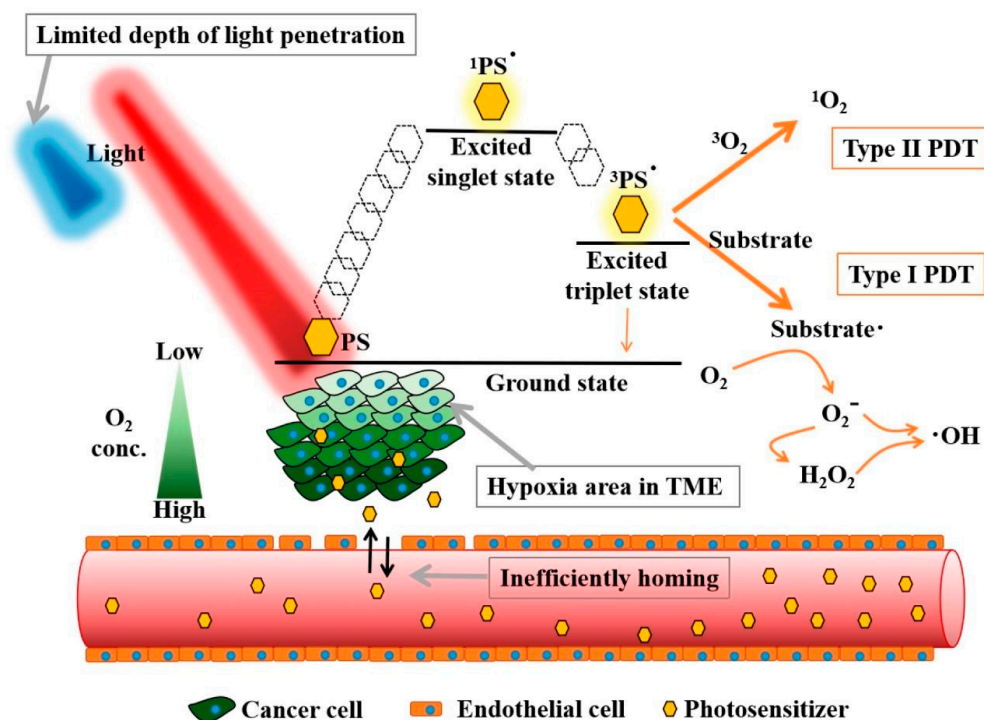 Limited depth of light penetration
Light
¹PS˙
Excited
singlet state
³PS˙
Excited
triplet state
³O₂
¹O₂
Type II PDT
Substrate
Type I PDT
Substrate·
PS
Ground state
O₂
O₂⁻
H₂O₂
·OH
Low
O₂
conc.
High
Hypoxia area in TME
Inefficiently homing
Cancer cell
Endothelial cell
Photosensitizer